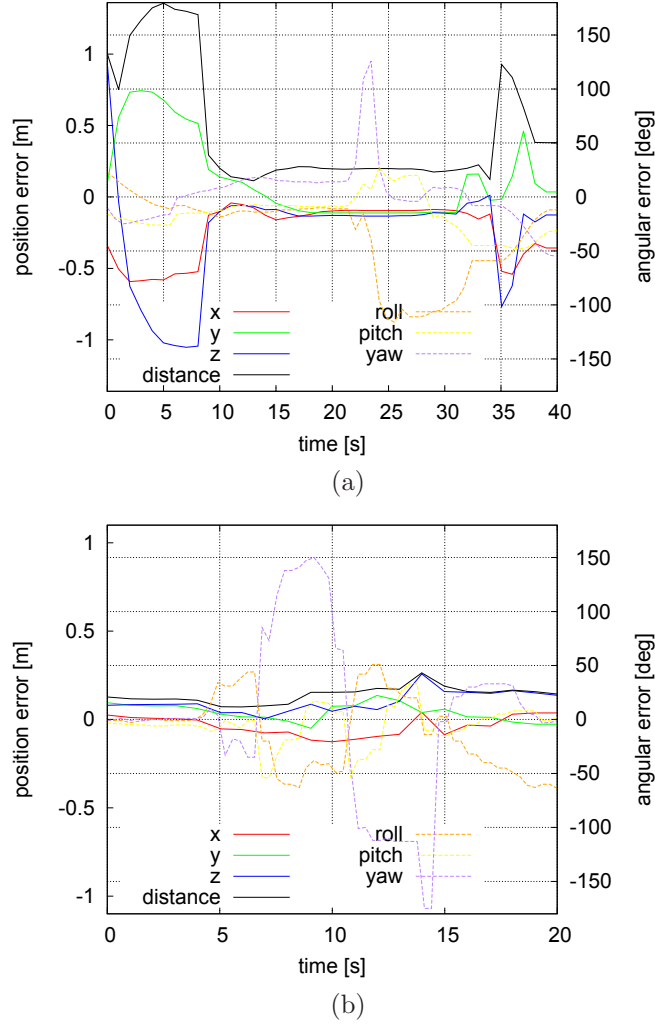 1
0.5
0
-0.5
-1
position error [m]
150
100
50
0
-50
-100
-150
angular error [deg]
x
y
z
distance
roll
pitch
yaw
0 5 10 15 20 25 30 35 40
time [s]
(a)
1
0.5
0
-0.5
-1
position error [m]
150
100
50
0
-50
-100
-150
angular error [deg]
x
y
z
distance
roll
pitch
yaw
0 5 10 15 20
time [s]
(b)